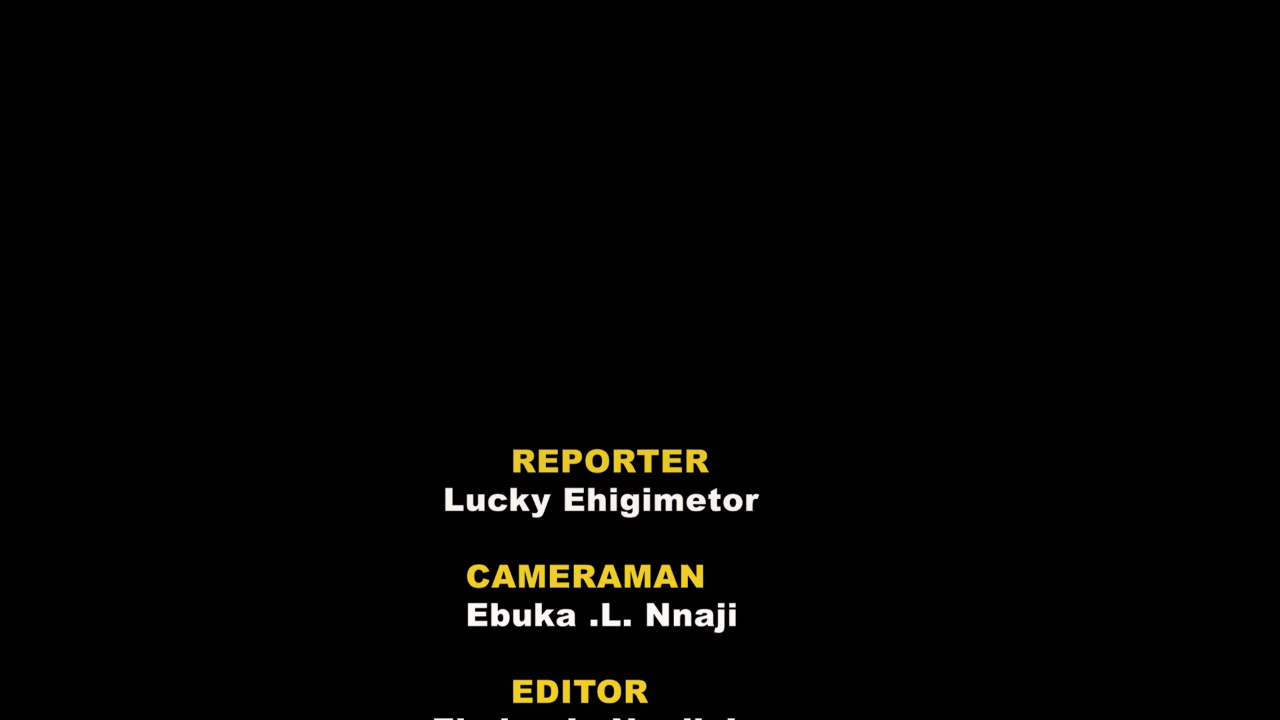 REPORTER
Lucky Ehigimetor
CAMERAMAN
Ebuka .L. Nnaji
EDITOR